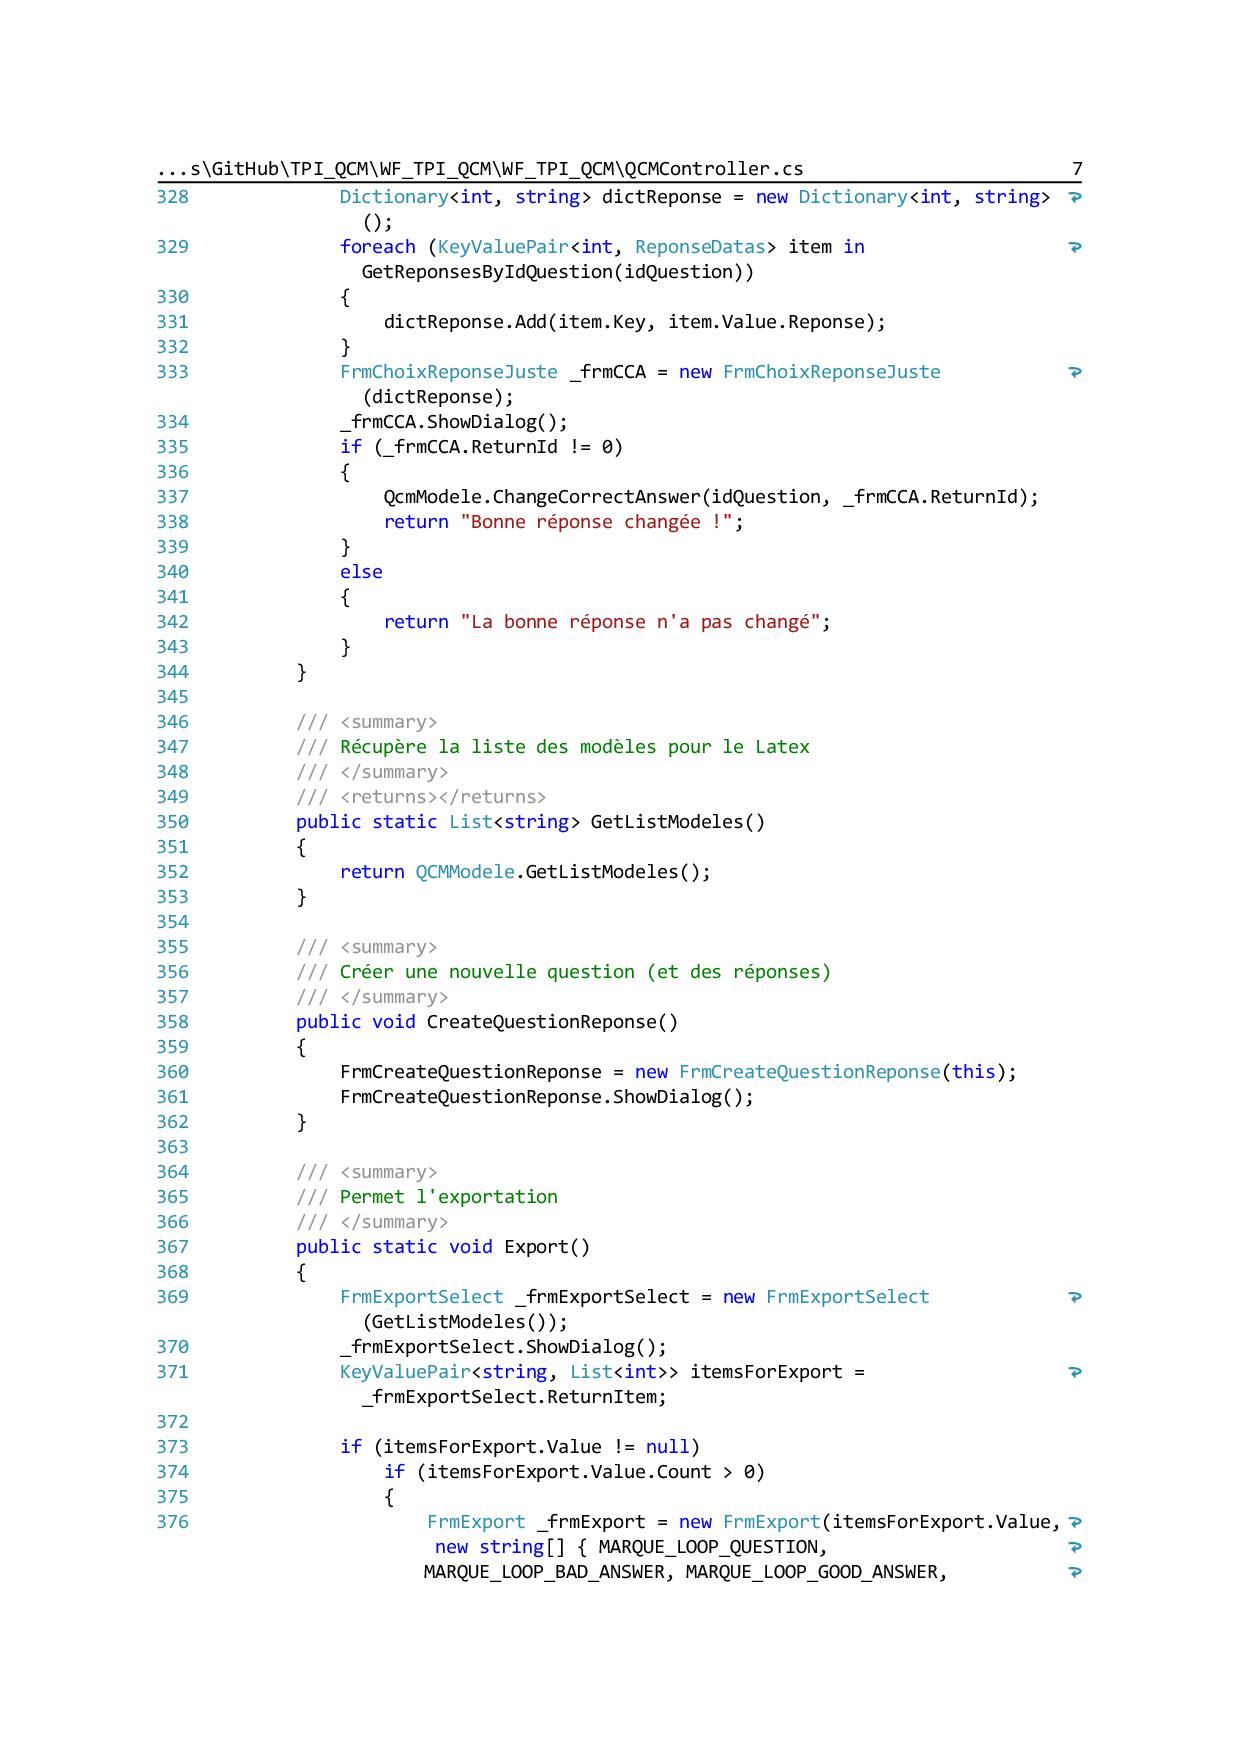 ...s\GitHub\TPI_QCM\WF_TPI_QCM\WF_TPI_QCM\QCMController.cs 7
328 Dictionary<int, string> dictReponse = new Dictionary<int, string>
();
329 foreach (KeyValuePair<int, ReponseDatas> item in
GetReponsesByIdQuestion(idQuestion))
330 {
331 dictReponse.Add(item.Key, item.Value.Reponse);
332 }
333 FrmChoixReponseJuste _frmCCA = new FrmChoixReponseJuste
(dictReponse);
334 _frmCCA.ShowDialog();
335 if (_frmCCA.ReturnId != 0)
336 {
337 QcmModele.ChangeCorrectAnswer(idQuestion, _frmCCA.ReturnId);
338 return "Bonne réponse changée !";
339 }
340 else
341 {
342 return "La bonne réponse n'a pas changé";
343 }
344 }
345
346 /// <summary>
347 /// Récupère la liste des modèles pour le Latex
348 /// </summary>
349 /// <returns></returns>
350 public static List<string> GetListModeles()
351 {
352 return QCMModele.GetListModeles();
353 }
354
355 /// <summary>
356 /// Créer une nouvelle question (et des réponses)
357 /// </summary>
358 public void CreateQuestionReponse()
359 {
360 FrmCreateQuestionReponse = new FrmCreateQuestionReponse(this);
361 FrmCreateQuestionReponse.ShowDialog();
362 }
363
364 /// <summary>
365 /// Permet l'exportation
366 /// </summary>
367 public static void Export()
368 {
369 FrmExportSelect _frmExportSelect = new FrmExportSelect
(GetListModeles());
370 _frmExportSelect.ShowDialog();
371 KeyValuePair<string, List<int>> itemsForExport =
_frmExportSelect.ReturnItem;
372
373 if (itemsForExport.Value != null)
374 if (itemsForExport.Value.Count > 0)
375 {
376 FrmExport _frmExport = new FrmExport(itemsForExport.Value,
new string[] { MARQUE_LOOP_QUESTION,
MARQUE_LOOP_BAD_ANSWER, MARQUE_LOOP_GOOD_ANSWER,